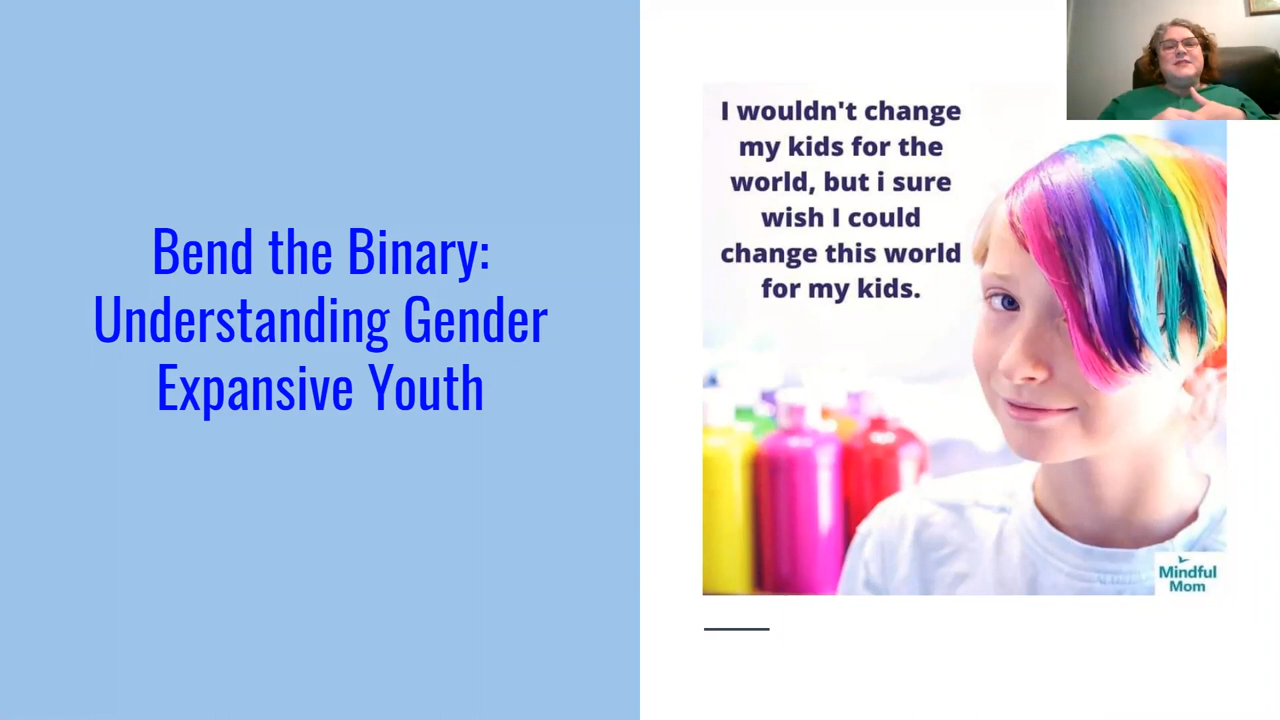 Bend the Binary:
Understanding Gender
Expansive Youth
I wouldn't change
my kids for the
world, but i sure
wish I could
change this world
for my kids.
Mindful
Mom